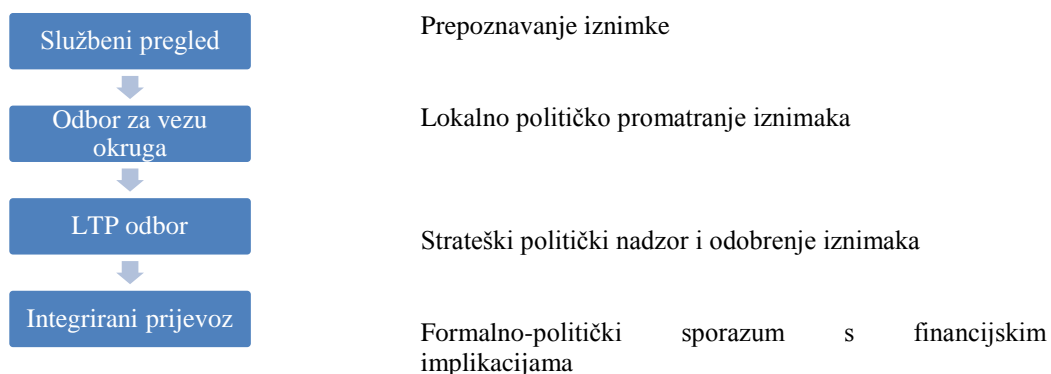 Službeni pregled
Prepoznavanje iznimke
Odbor za vezu
okruga
Lokalno političko promatranje iznimaka
LTP odbor
Strateški politički nadzor i odobrenje iznimaka
Integrirani prijevoz
Formalno-politički sporazum s financijskim
implikacijama